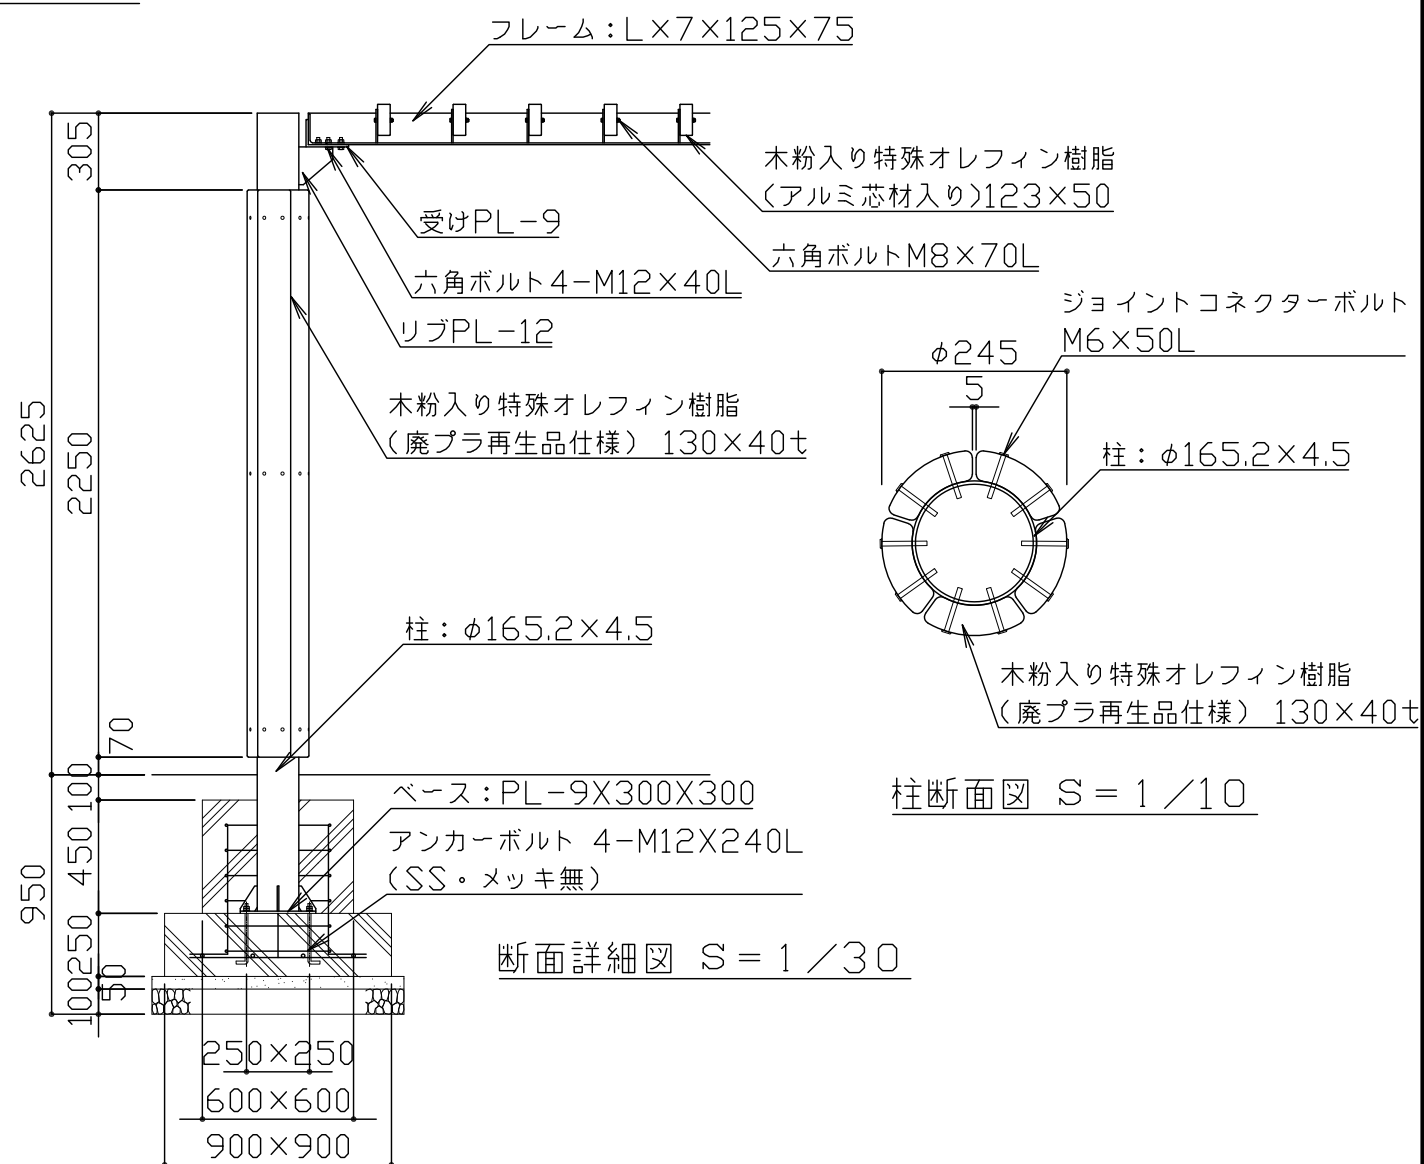 フレーム：L×7×125×75
305
木粉入り特殊オレフィン樹脂
(アルミ芯材入り)123×50
受けPL-9
六角ボルトM8×70L
六角ボルト4-M12×40L
リブPL-12
ジョイントコネクターボルト
M6×50L
φ245
5
木粉入り特殊オレフィン樹脂
(廃プラ再生品仕様) 130×40t
2625
2250
柱：φ165.2×4.5
柱：φ165.2×4.5
木粉入り特殊オレフィン樹脂
(廃プラ再生品仕様) 130×40t
70
100
ベース：PL-9X300X300
柱断面図 S=1/10
アンカーボルト 4-M12X240L
(SS・メッキ無)
450
950
250
50
100
断面詳細図 S=1/30
250×250
600×600
900×900